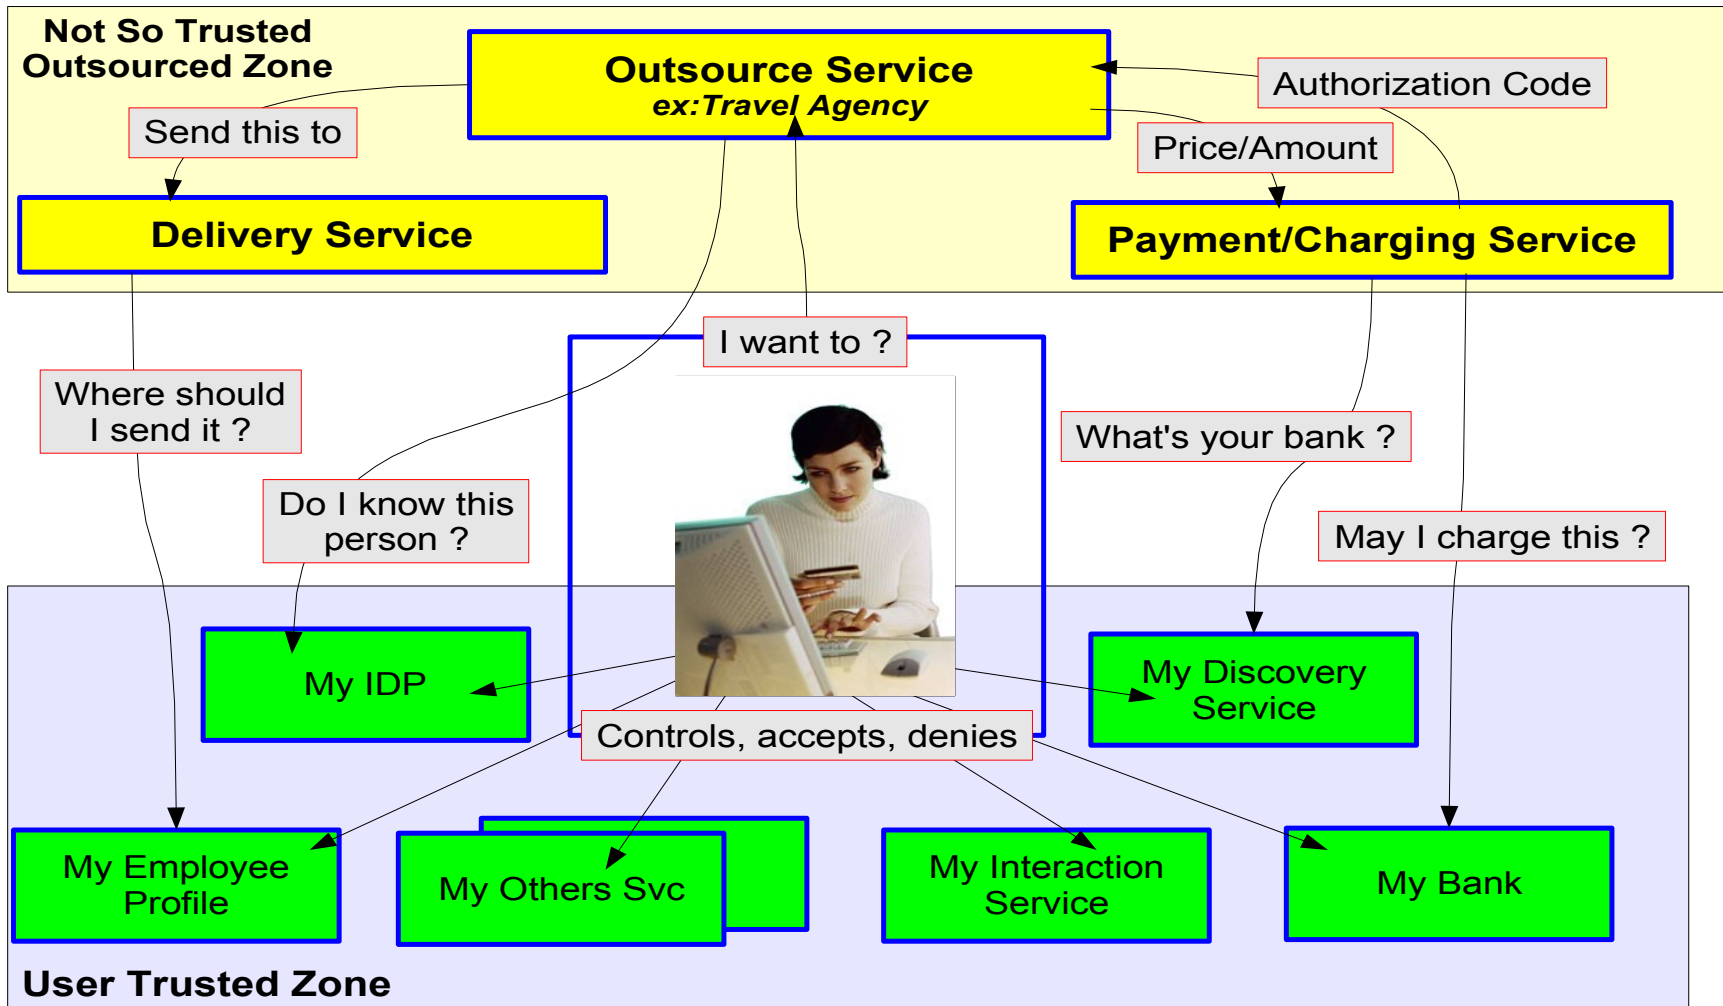 Not So Trusted
Outsourced Zone
Outsource Service
ex:Travel Agency
Authorization Code
Send this to
Price/Amount
Delivery Service
Payment/Charging Service
I want to ?
Where should
I send it ?
What's your bank ?
Do I know this
person ?
May I charge this ?
My IDP
My Discovery
Service
Controls, accepts, denies
My Employee
Profile
My Others Svc
My Interaction
Service
My Bank
User Trusted Zone